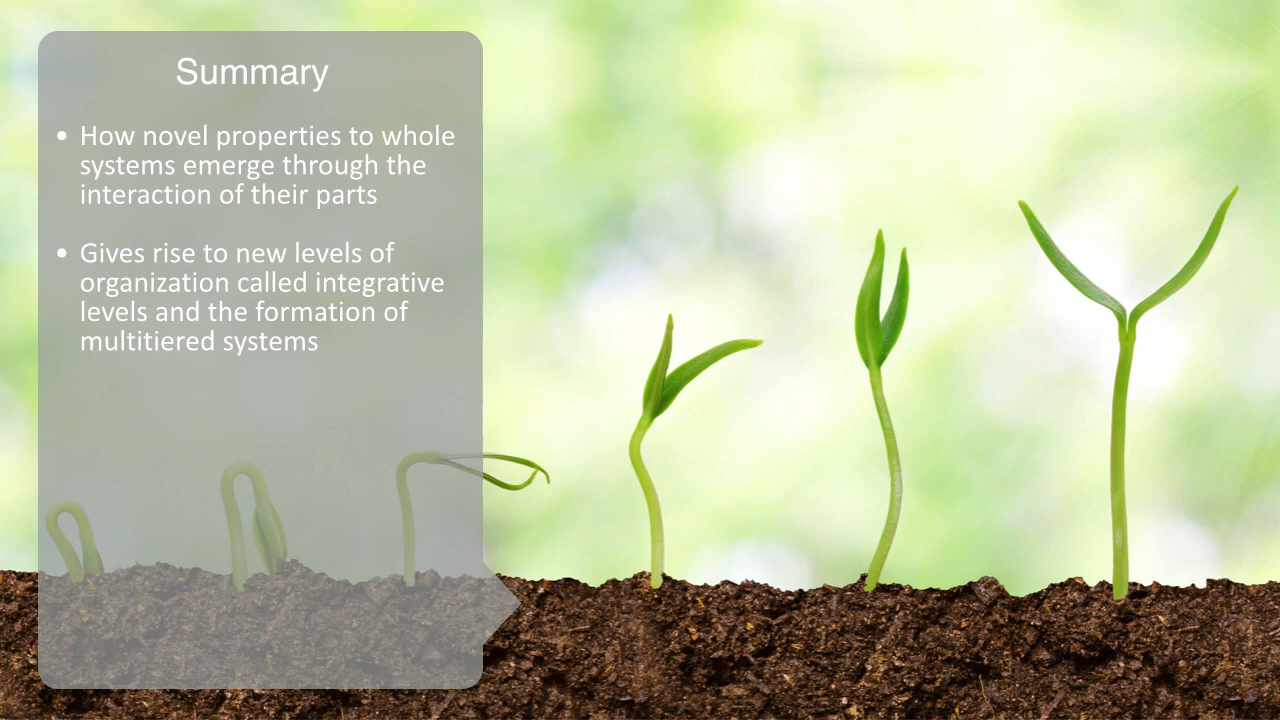 Summary
• How novel properties to whole
systems emerge through the
interaction of their parts
• Gives rise to new levels of
organization called integrative
levels and the formation of
multitiered systems